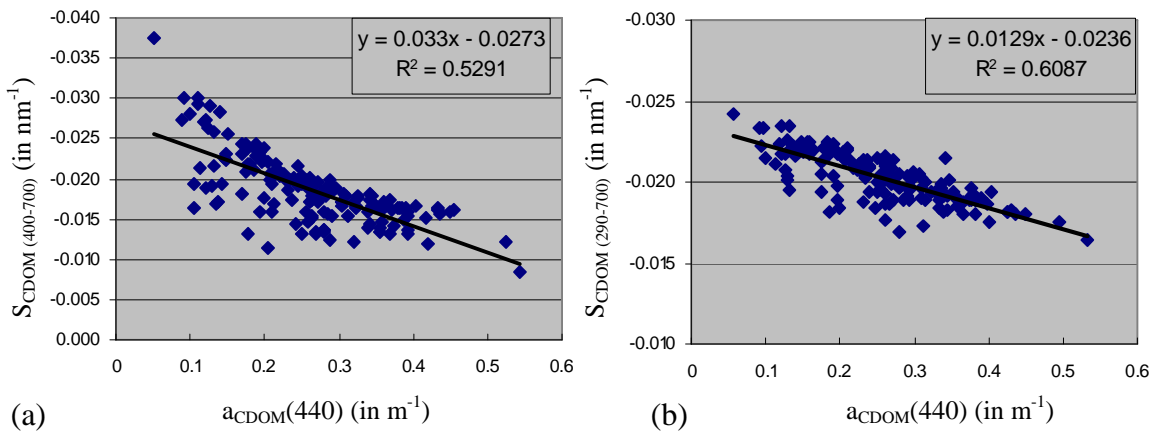 y = 0.033x - 0.0273
R² = 0.5291
S_CDOM (400-700) (in nm⁻¹)
-0.040
-0.035
-0.030
-0.025
-0.020
-0.015
-0.010
-0.005
0.000
0 0.1 0.2 0.3 0.4 0.5 0.6
(a) a_CDOM(440) (in m⁻¹)
y = 0.0129x - 0.0236
R² = 0.6087
S_CDOM (290-700) (in nm⁻¹)
-0.030
-0.025
-0.020
-0.015
-0.010
0 0.1 0.2 0.3 0.4 0.5 0.6
(b) a_CDOM(440) (in m⁻¹)